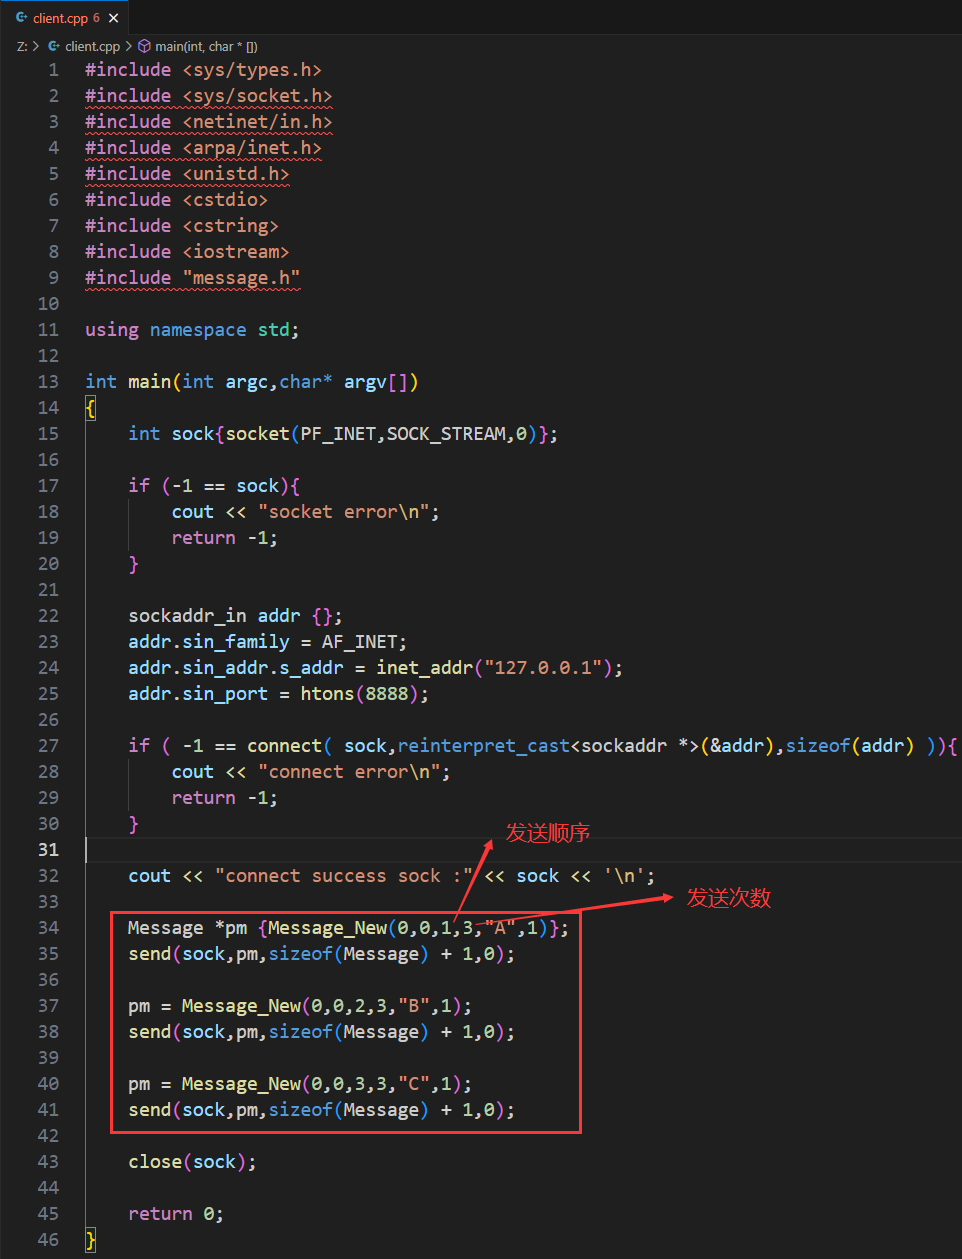 client.cpp 6 ×
Z: > client.cpp > main(int, char * [])
1 #include <sys/types.h>
2 #include <sys/socket.h>
3 #include <netinet/in.h>
4 #include <arpa/inet.h>
5 #include <unistd.h>
6 #include <cstdio>
7 #include <cstring>
8 #include <iostream>
9 #include "message.h"
10
11 using namespace std;
12
13 int main(int argc,char* argv[])
14 {
15     int sock{socket(PF_INET,SOCK_STREAM,0)};
16
17     if (-1 == sock){
18         cout << "socket error\n";
19         return -1;
20     }
21
22     sockaddr_in addr {};
23     addr.sin_family = AF_INET;
24     addr.sin_addr.s_addr = inet_addr("127.0.0.1");
25     addr.sin_port = htons(8888);
26
27     if ( -1 == connect( sock,reinterpret_cast<sockaddr *>(&addr),sizeof(addr) )){
28         cout << "connect error\n";
29         return -1;
30     }
发送顺序
31
32     cout << "connect success sock :" << sock << '\n';
33
发送次数
34     Message *pm {Message_New(0,0,1,3,"A",1)};
35     send(sock,pm,sizeof(Message) + 1,0);
36
37     pm = Message_New(0,0,2,3,"B",1);
38     send(sock,pm,sizeof(Message) + 1,0);
39
40     pm = Message_New(0,0,3,3,"C",1);
41     send(sock,pm,sizeof(Message) + 1,0);
42
43     close(sock);
44
45     return 0;
46 }